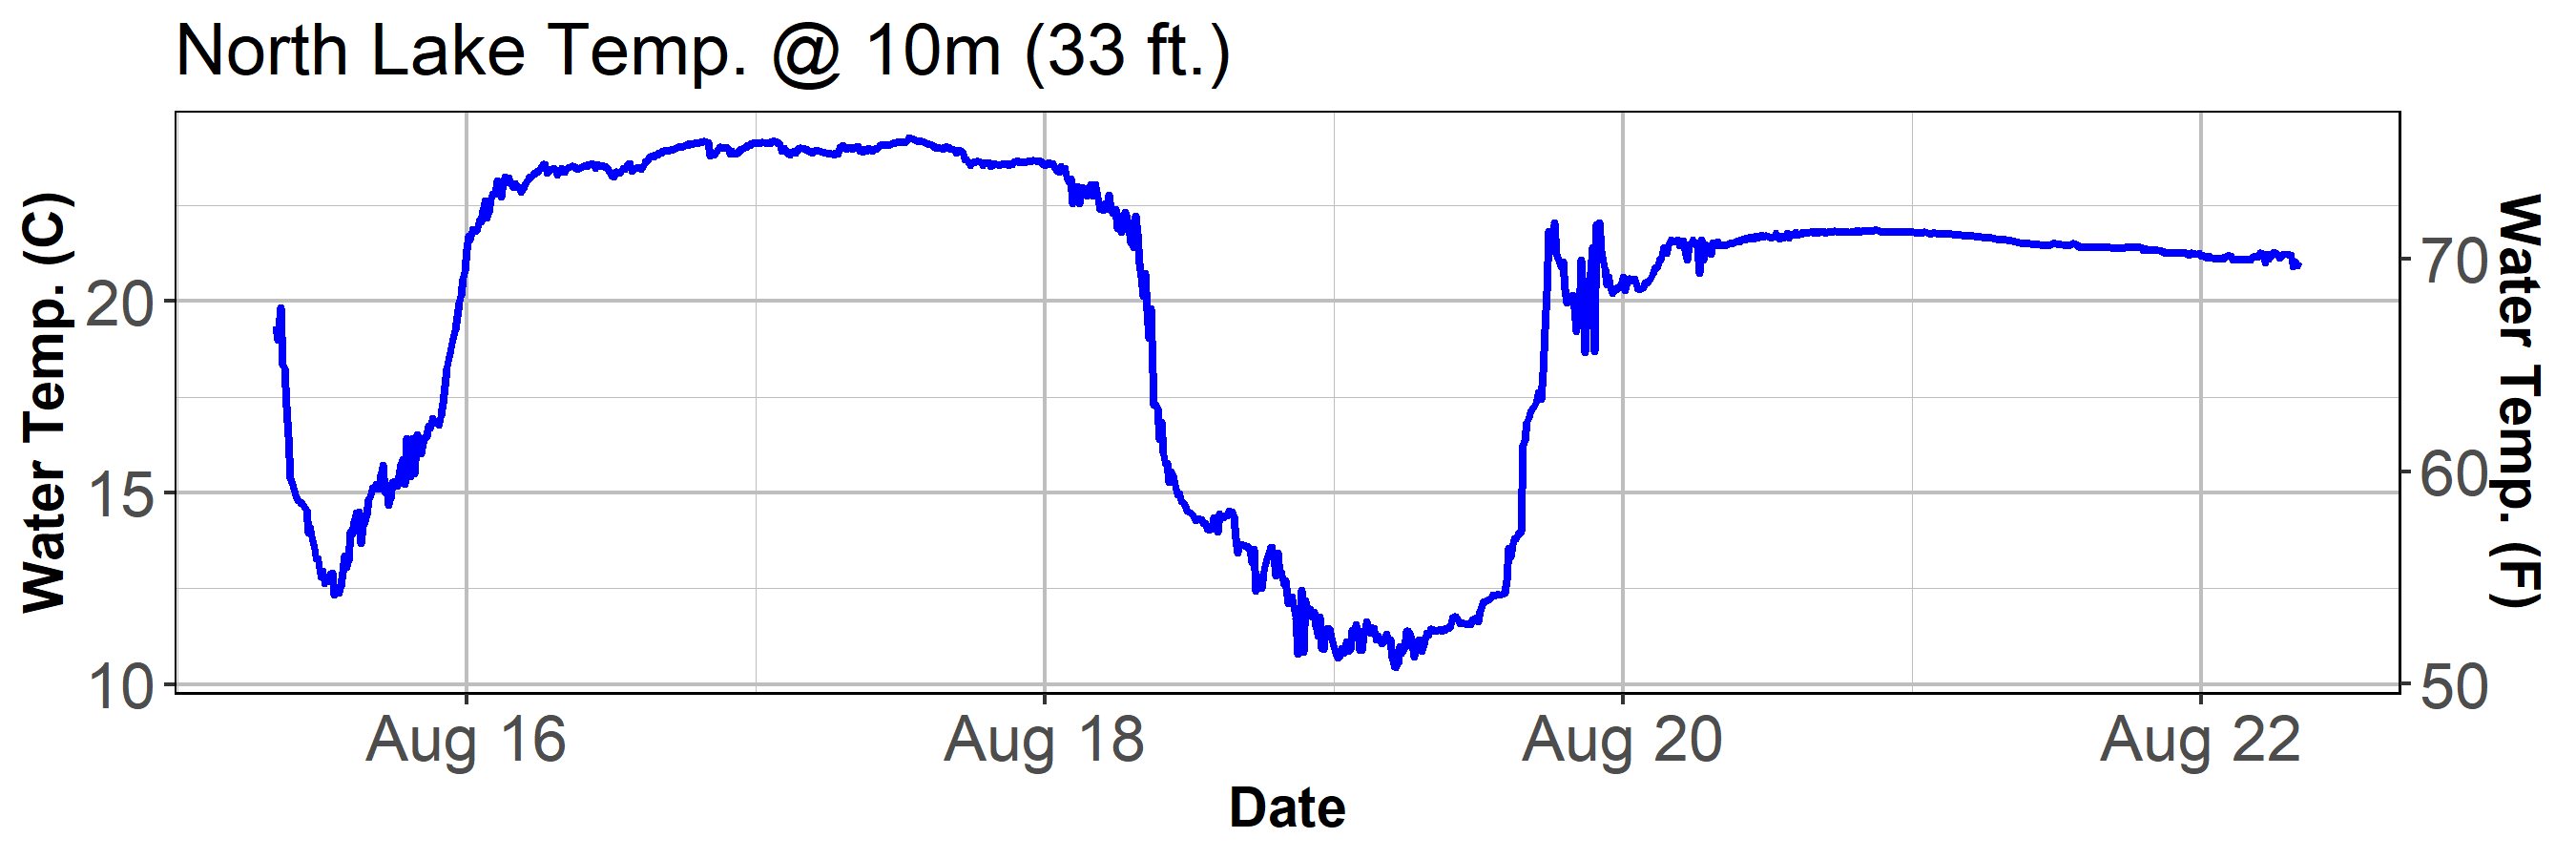 North Lake Temp. @ 10m (33 ft.)
Water Temp. (C)
20
15
10
70
60
50
Water Temp. (F)
Aug 16
Aug 18
Aug 20
Aug 22
Date